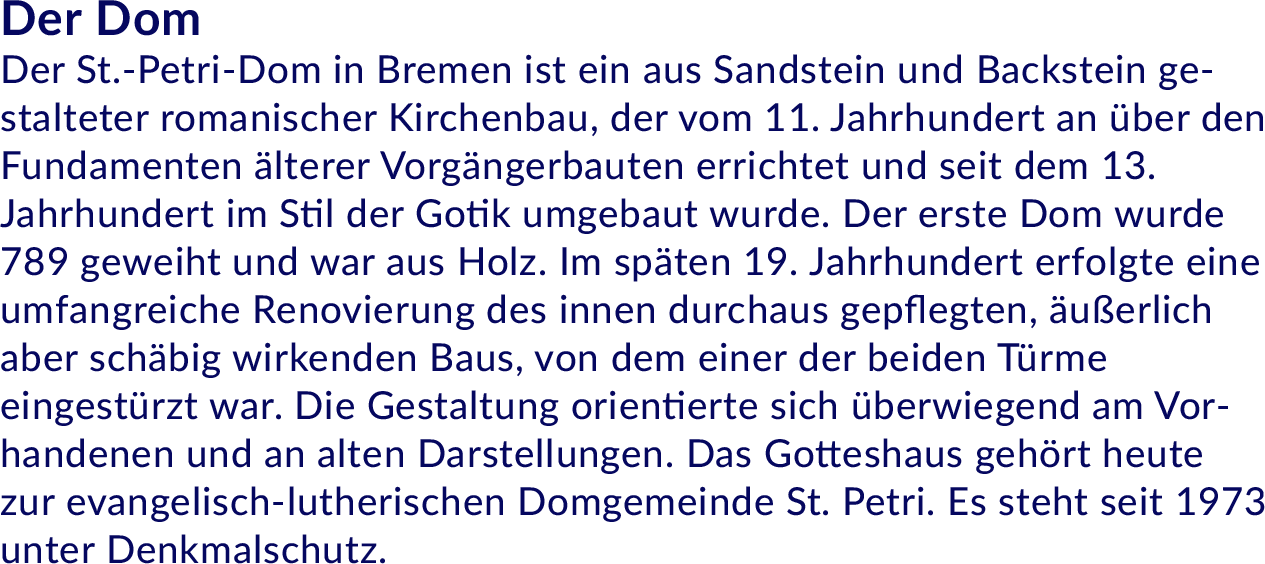 Der Dom
Der St.-Petri-Dom in Bremen ist ein aus Sandstein und Backstein ge-
stalteter romanischer Kirchenbau, der vom 11. Jahrhundert an über den
Fundamenten älterer Vorgängerbauten errichtet und seit dem 13.
Jahrhundert im Stil der Gotik umgebaut wurde. Der erste Dom wurde
789 geweiht und war aus Holz. Im späten 19. Jahrhundert erfolgte eine
umfangreiche Renovierung des innen durchaus gepflegten, äußerlich
aber schäbig wirkenden Baus, von dem einer der beiden Türme
eingestürzt war. Die Gestaltung orientierte sich überwiegend am Vor-
handenen und an alten Darstellungen. Das Gotteshaus gehört heute
zur evangelisch-lutherischen Domgemeinde St. Petri. Es steht seit 1973
unter Denkmalschutz.